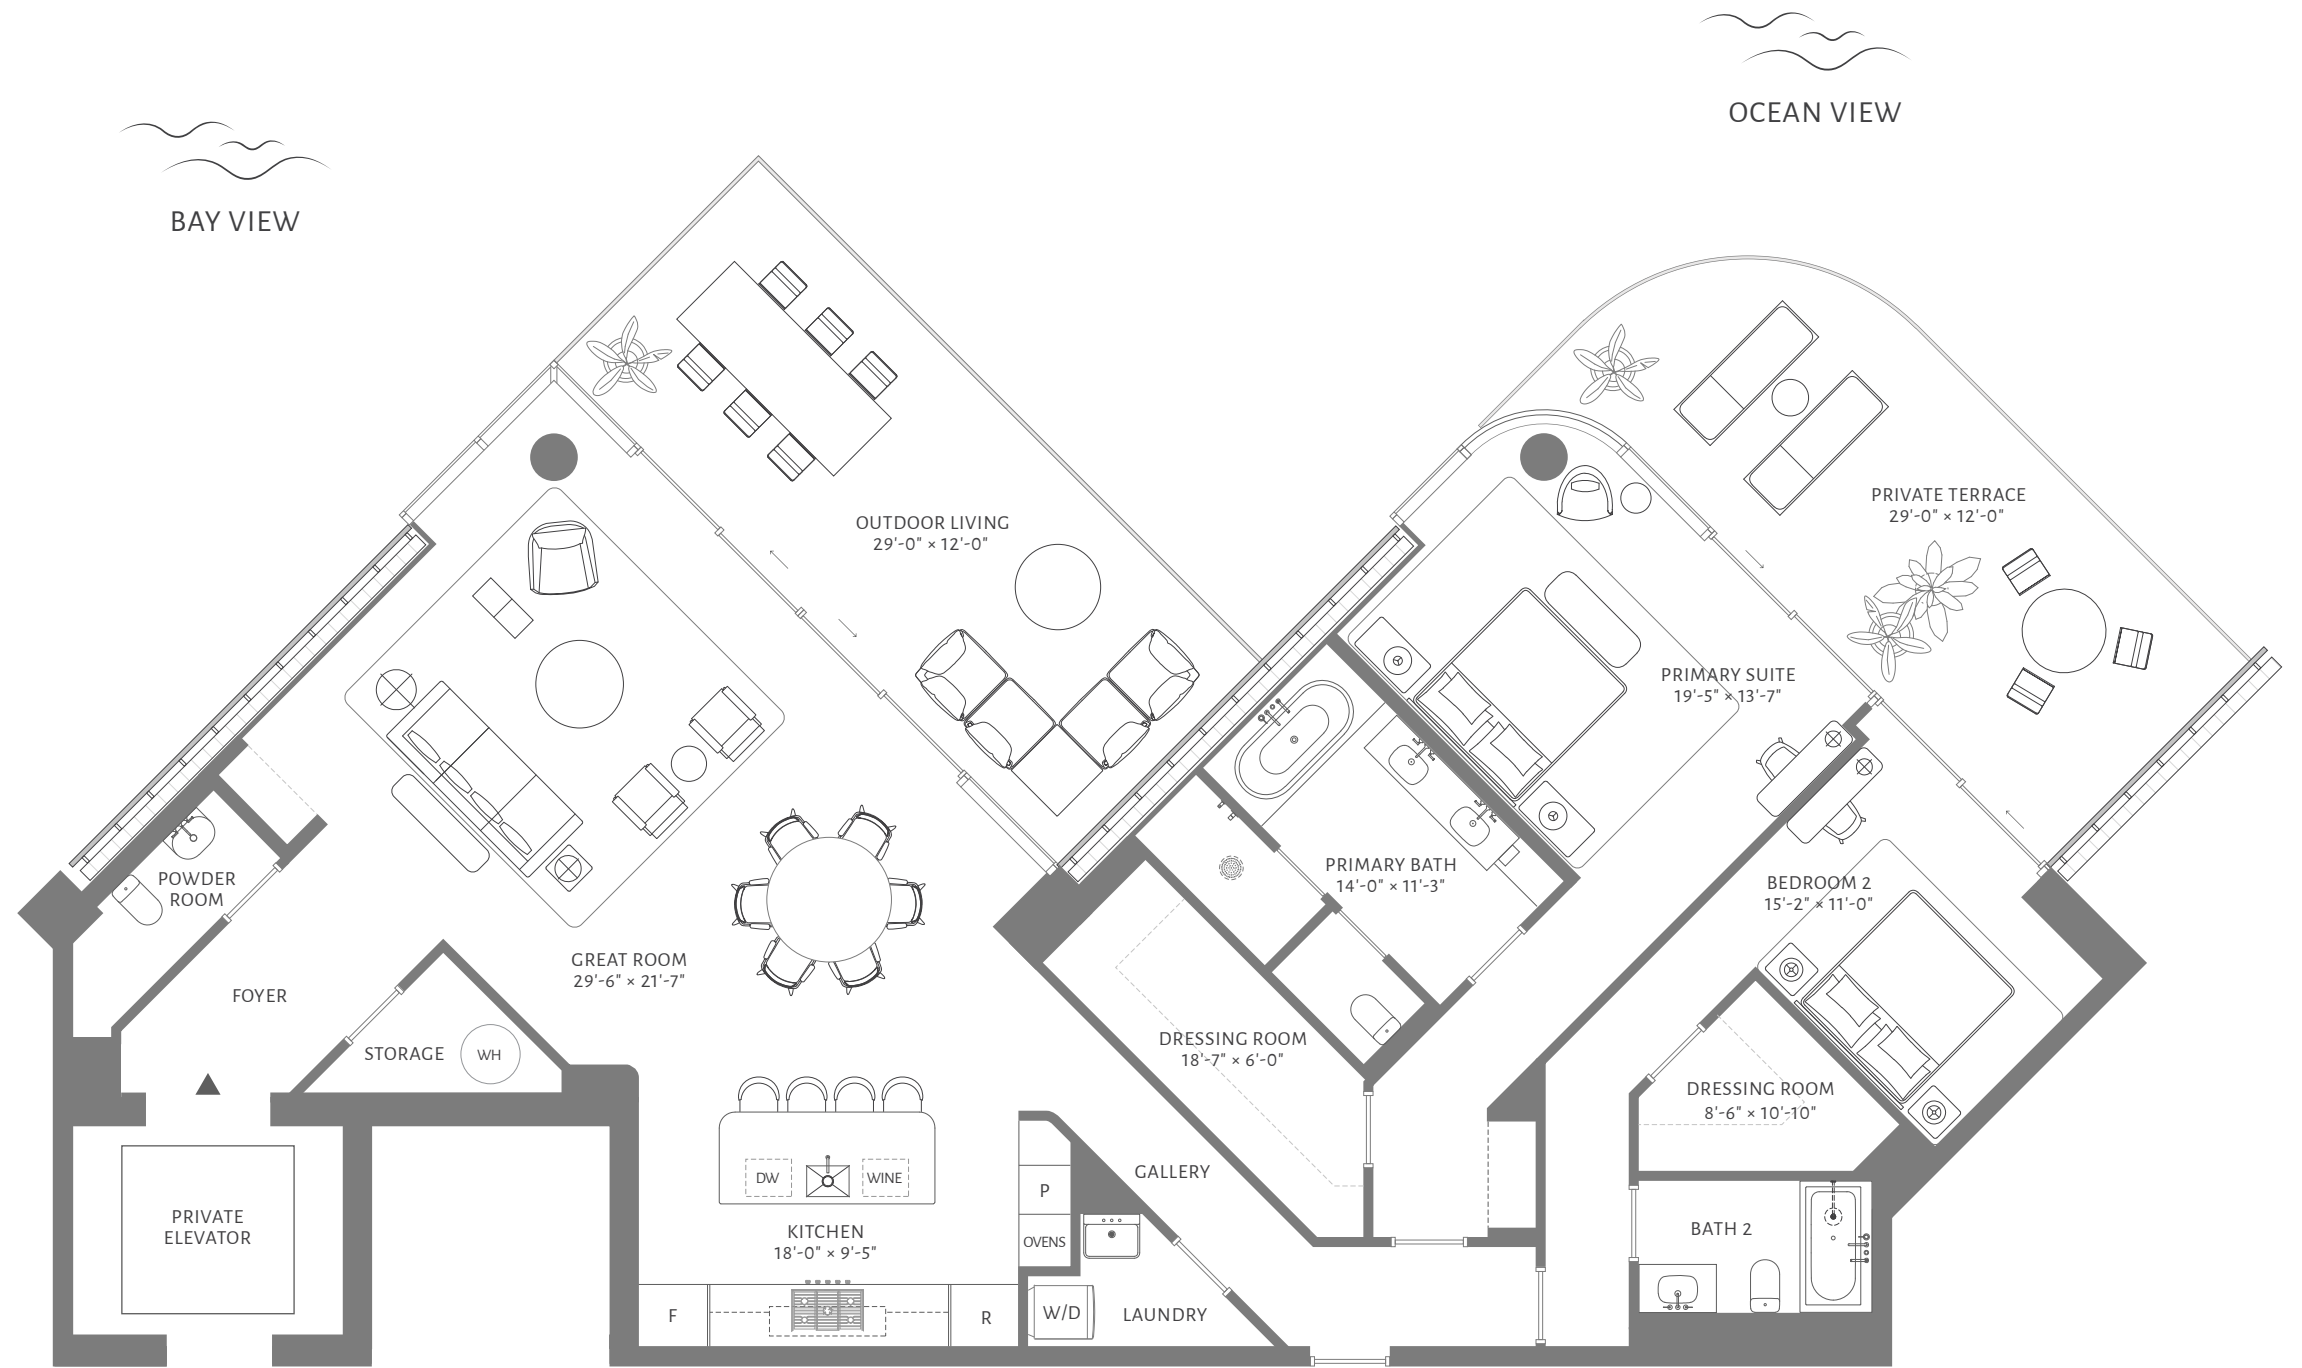 OCEAN VIEW
BAY VIEW
OUTDOOR LIVING
29'-0" × 12'-0"
PRIVATE TERRACE
29'-0" × 12'-0"
PRIMARY SUITE
19'-5" × 13'-7"
POWDER
ROOM
PRIMARY BATH
14'-0" × 11'-3"
BEDROOM 2
15'-2" × 11'-0"
GREAT ROOM
29'-6" × 21'-7"
FOYER
STORAGE
WH
DRESSING ROOM
18'-7" × 6'-0"
DRESSING ROOM
8'-6" × 10'-10"
GALLERY
DW
WINE
P
PRIVATE
ELEVATOR
KITCHEN
18'-0" × 9'-5"
OVENS
BATH 2
F
R
W/D
LAUNDRY